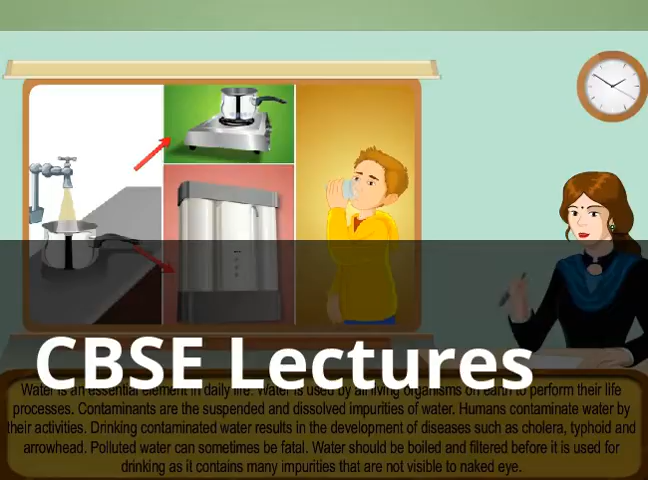 CBSE Lectures
Water is an essential element in daily life. Water is used by all living organisms on earth to perform their life
processes. Contaminants are the suspended and dissolved impurities of water. Humans contaminate water by
their activities. Drinking contaminated water results in the development of diseases such as cholera, typhoid and
arrowhead. Polluted water can sometimes be fatal. Water should be boiled and filtered before it is used for
drinking as it contains many impurities that are not visible to naked eye.